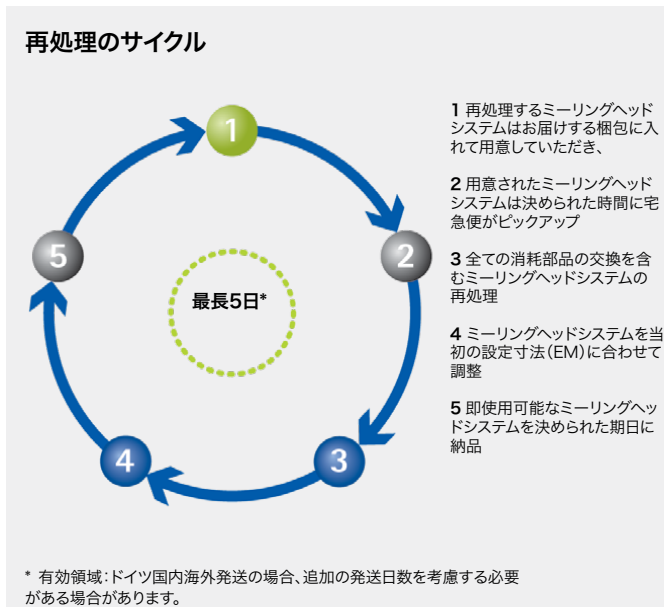 再処理のサイクル
1
2
3
4
5
最長5日*
1 再処理するミーリングヘッド
システムはお届けする梱包に入
れて用意していただき、
2 用意されたミーリングヘッド
システムは決められた時間に宅
急便がピックアップ
3 全ての消耗部品の交換を含
むミーリングヘッドシステムの
再処理
4 ミーリングヘッドシステムを当
初の設定寸法(EM)に合わせて
調整
5 即使用可能なミーリングヘッ
ドシステムを決められた期日に
納品
* 有効領域：ドイツ国内海外発送の場合、追加の発送日数を考慮する必要
がある場合があります。